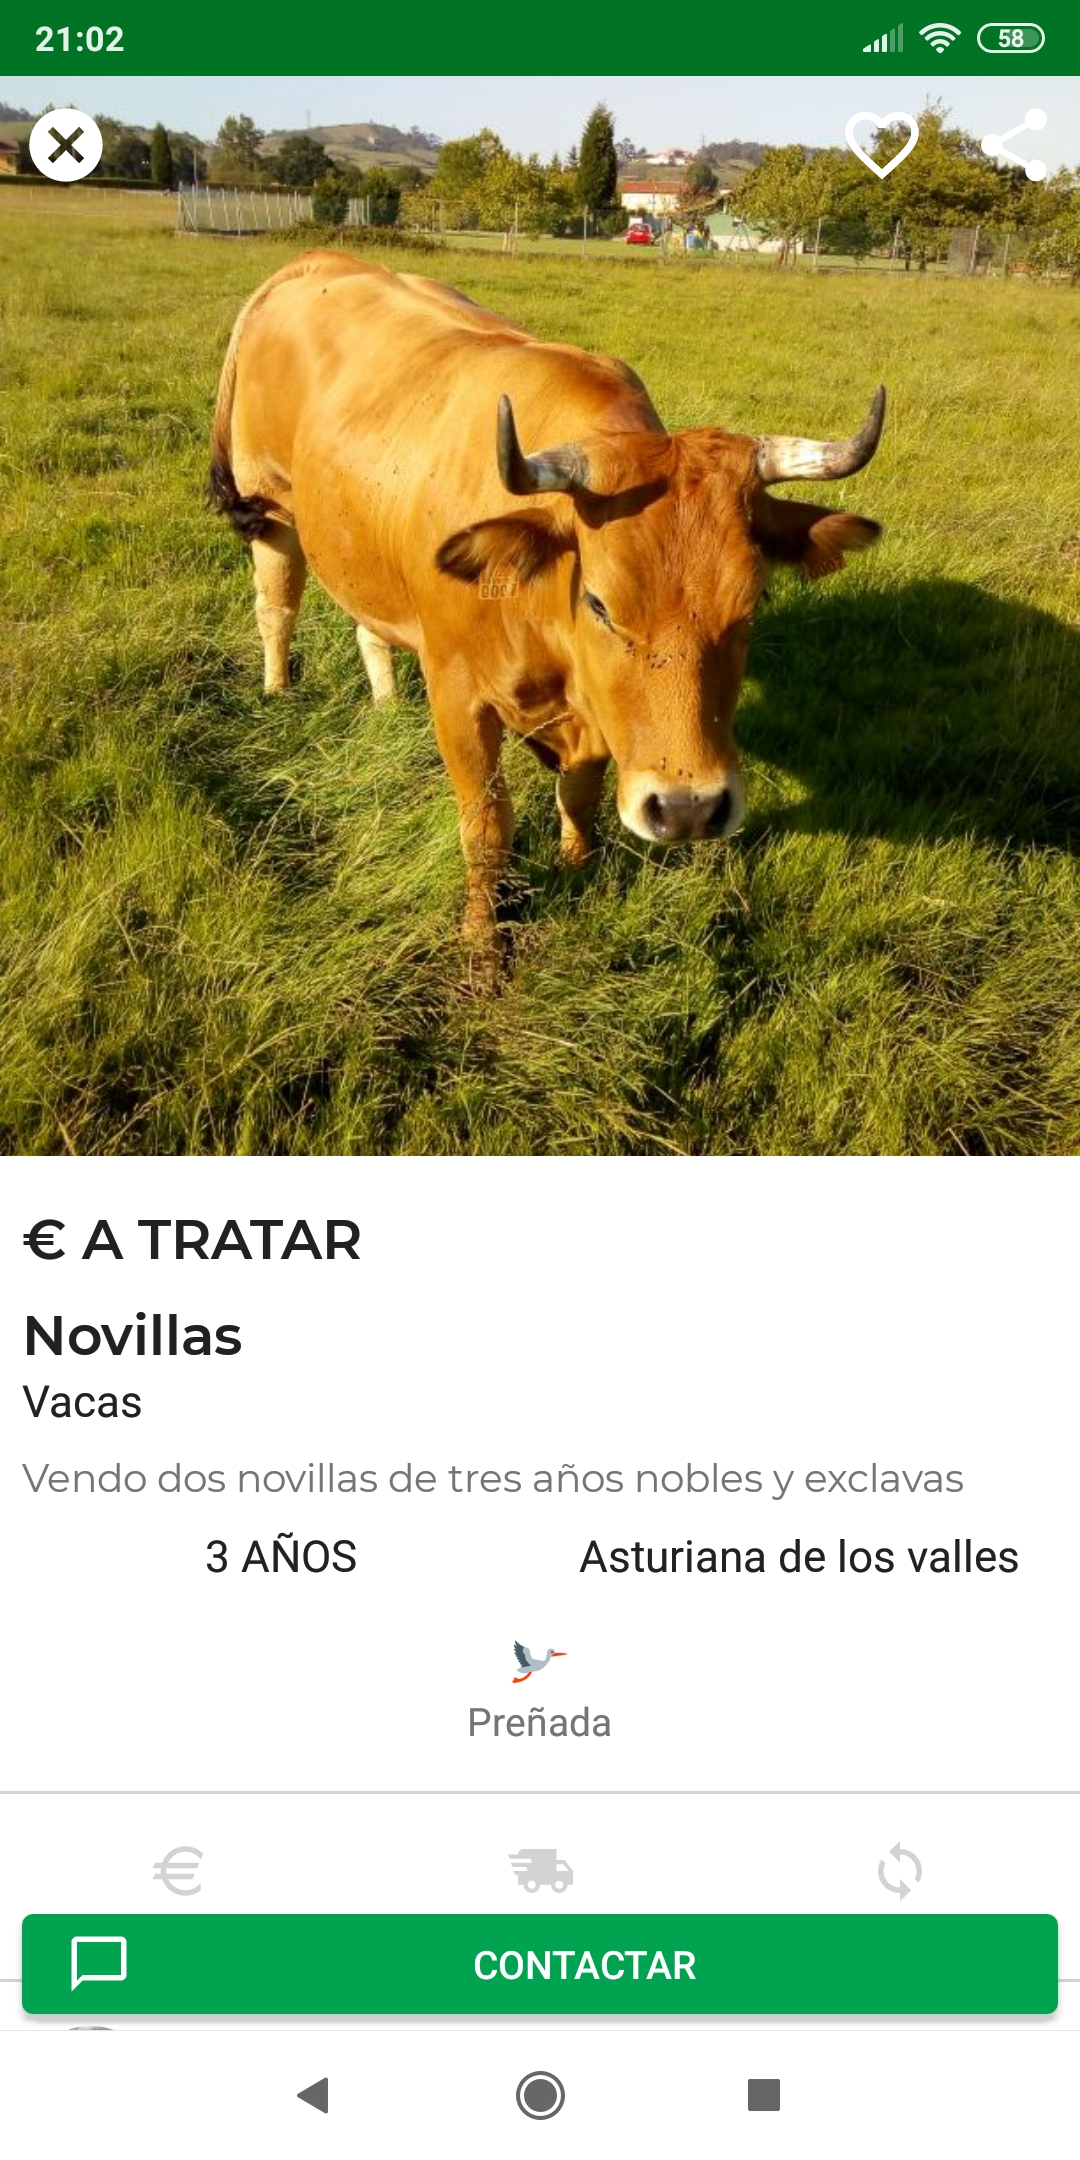 21:02
58
€ A TRATAR
Novillas
Vacas
Vendo dos novillas de tres años nobles y exclavas
3 AÑOS
Asturiana de los valles
Preñada
CONTACTAR